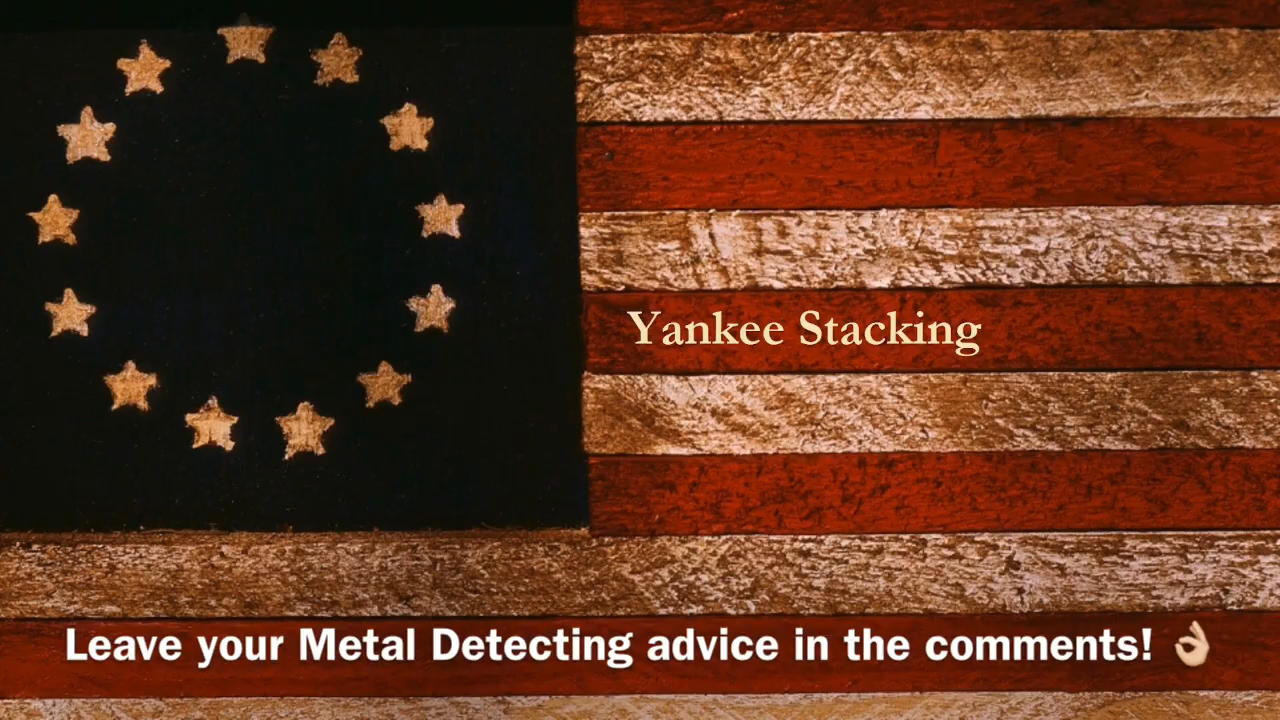 Yankee Stacking
Leave your Metal Detecting advice in the comments! 👌🏼